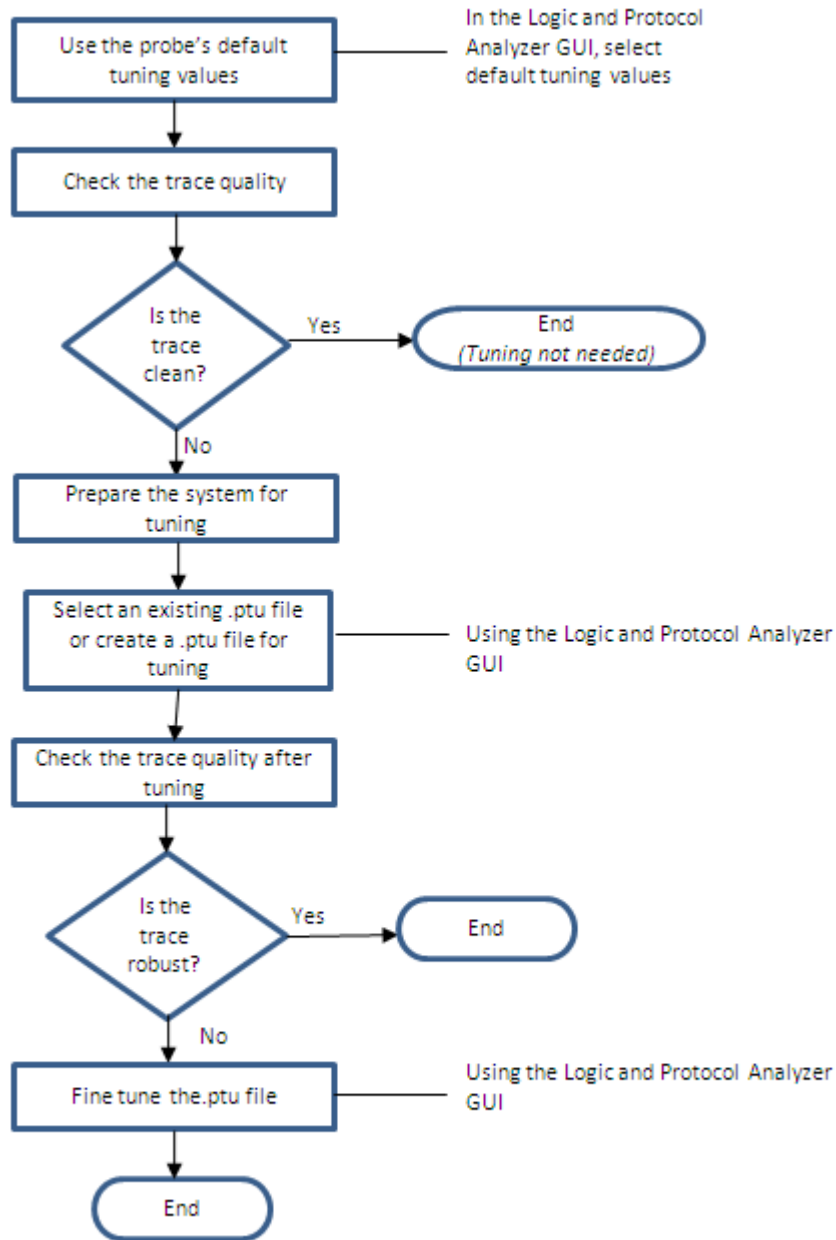 Use the probe's default
tuning values
In the Logic and Protocol
Analyzer GUI, select
default tuning values
Check the trace quality
Is the
trace
clean?
Yes
End
(Tuning not needed)
No
Prepare the system for
tuning
Select an existing .ptu file
or create a .ptu file for
tuning
Using the Logic and Protocol Analyzer
GUI
Check the trace quality after
tuning
Is the
trace
robust?
Yes
End
No
Fine tune the.ptu file
Using the Logic and Protocol Analyzer
GUI
End